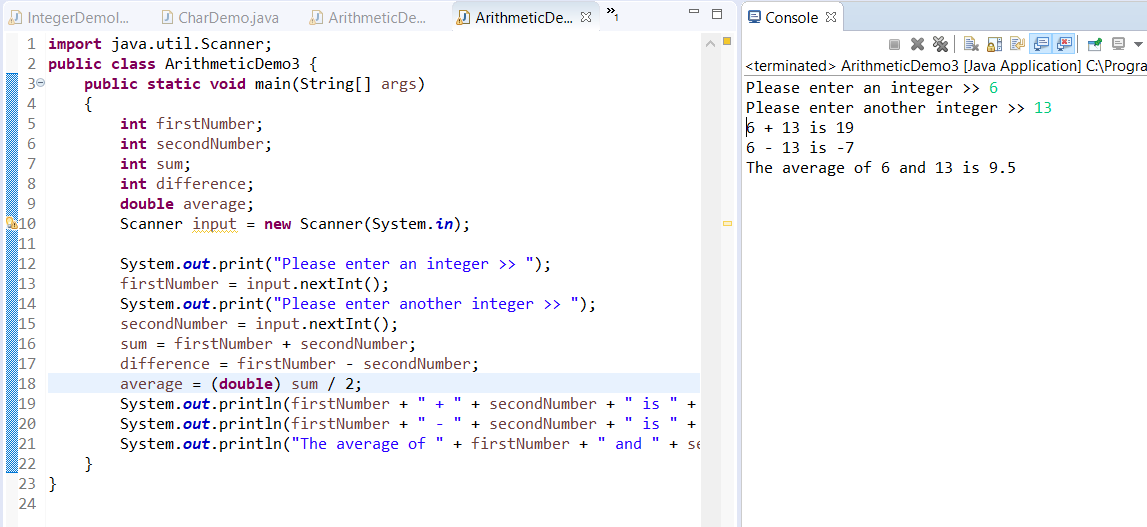 IntegerDemoI...
CharDemo.java
ArithmeticDe...
ArithmeticDe...
»1
1 import java.util.Scanner;
2 public class ArithmeticDemo3 {
3 public static void main(String[] args)
4 {
5 int firstNumber;
6 int secondNumber;
7 int sum;
8 int difference;
9 double average;
10 Scanner input = new Scanner(System.in);
11
12 System.out.print("Please enter an integer >> ");
13 firstNumber = input.nextInt();
14 System.out.print("Please enter another integer >> ");
15 secondNumber = input.nextInt();
16 sum = firstNumber + secondNumber;
17 difference = firstNumber - secondNumber;
18 average = (double) sum / 2;
19 System.out.println(firstNumber + " + " + secondNumber + " is " +
20 System.out.println(firstNumber + " - " + secondNumber + " is " +
21 System.out.println("The average of " + firstNumber + " and " + se
22 }
23 }
24
Console
<terminated> ArithmeticDemo3 [Java Application] C:\Progra
Please enter an integer >> 6
Please enter another integer >> 13
6 + 13 is 19
6 - 13 is -7
The average of 6 and 13 is 9.5